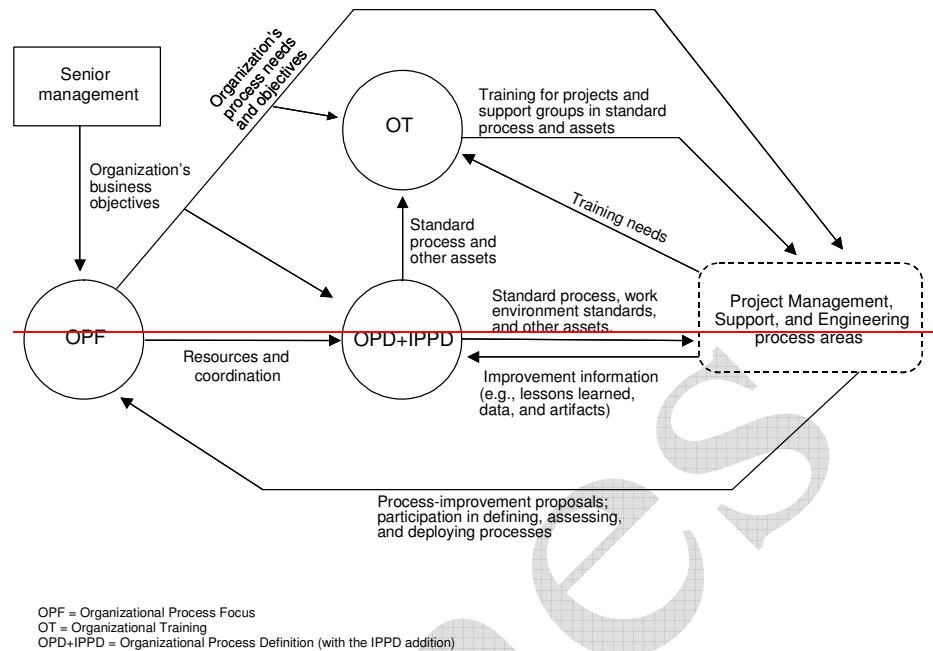 Senior
management
Organization's
process needs
and objectives
OT
Training for projects and
support groups in standard
process and assets
Organization's
business
objectives
Training needs
Standard
process and
other assets
OPF
OPD+IPPD
Standard process, work
environment standards,
and other assets.
Project Management,
Support, and Engineering
process areas
Resources and
coordination
Improvement information
(e.g., lessons learned,
data, and artifacts)
Process-improvement proposals;
participation in defining, assessing,
and deploying processes
OPF = Organizational Process Focus
OT = Organizational Training
OPD+IPPD = Organizational Process Definition (with the IPPD addition)